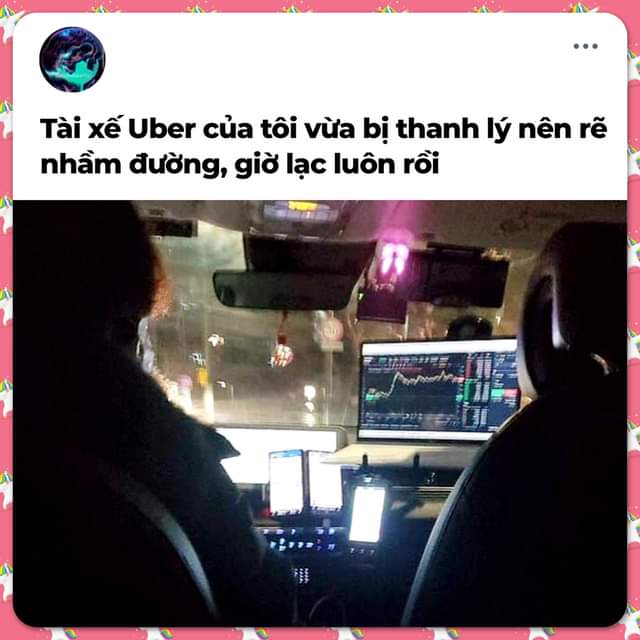 Tài xế Uber của tôi vừa bị thanh lý nên rẽ
nhầm đường, giờ lạc luôn rồi